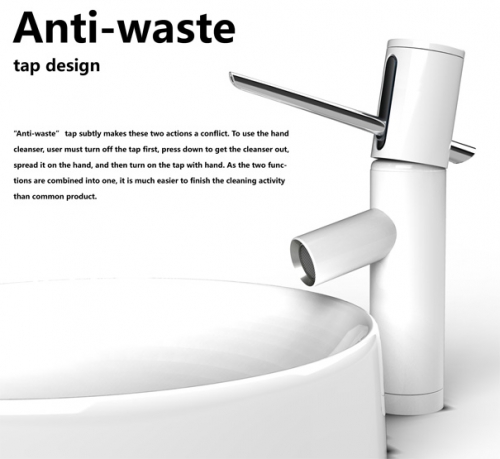 Anti-waste
tap design
"Anti-waste" tap subtly makes these two actions a conflict. To use the hand
cleanser, user must turn off the tap first, press down to get the cleanser out,
spread it on the hand, and then turn on the tap with hand. As the two func-
tions are combined into one, it is much easier to finish the cleaning activity
than common product.